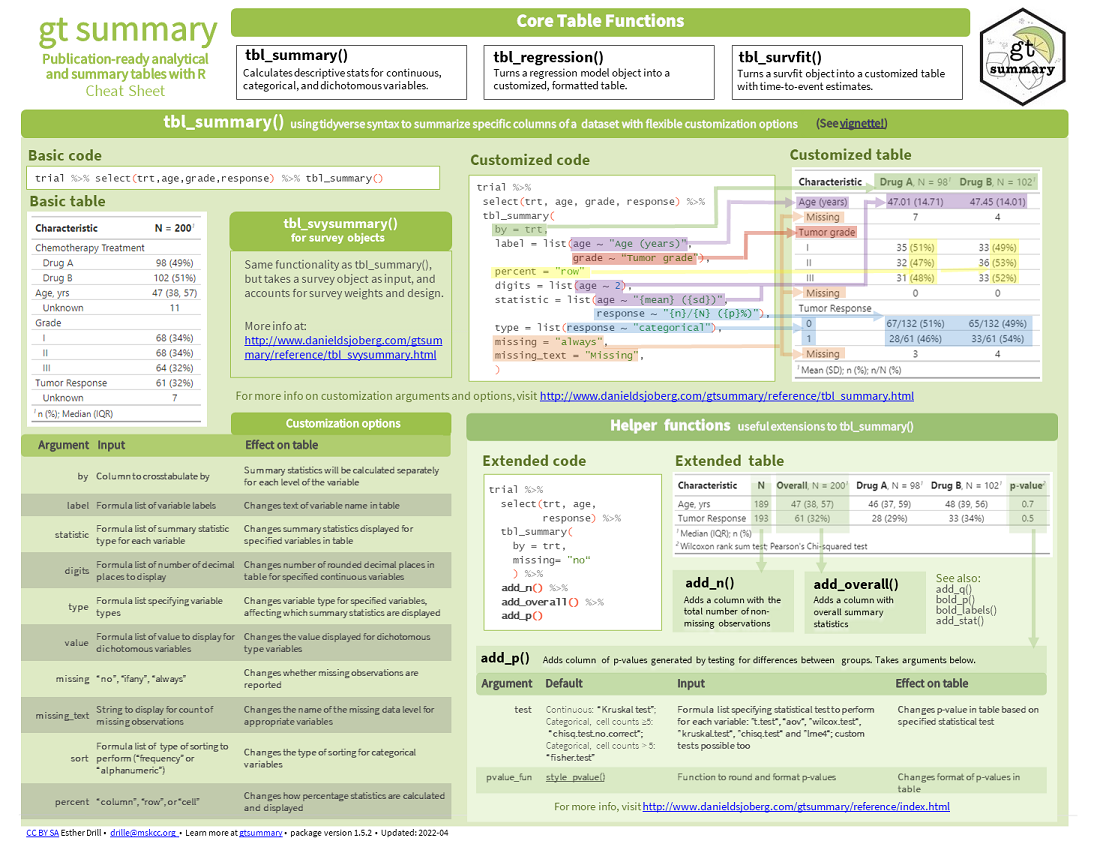 gt summary
Publication-ready analytical
and summary tables with R
Cheat Sheet
Core Table Functions
tbl_summary()
Calculates descriptive stats for continuous,
categorical, and dichotomous variables.
tbl_regression()
Turns a regression model object into a
customized, formatted table.
tbl_survfit()
Turns a survfit object into a customized table
with time-to-event estimates.
gt
summary
tbl_summary() using tidyverse syntax to summarize specific columns of a dataset with flexible customization options (See vignette!)
Basic code
trial %>% select(trt,age,grade,response) %>% tbl_summary()
Basic table
Characteristic N = 200¹
Chemotherapy Treatment
Drug A 98 (49%)
Drug B 102 (51%)
Age, yrs 47 (38, 57)
Unknown 11
Grade
I 68 (34%)
II 68 (34%)
III 64 (32%)
Tumor Response 61 (32%)
Unknown 7
¹ n (%); Median (IQR)
tbl_svysummary()
for survey objects
Same functionality as tbl_summary(),
but takes a survey object as input, and
accounts for survey weights and design.
More info at:
http://www.danieldsjoberg.com/gtsum
mary/reference/tbl_svysummary.html
Customized code
trial %>%
select(trt, age, grade, response) %>%
tbl_summary(
by = trt,
label = list(age ~ "Age (years)",
grade ~ "Tumor grade"),
percent = "row"
digits = list(age ~ 2),
statistic = list(age ~ "{mean} ({sd})",
response ~ "{n}/{N} ({p}%)"),
type = list(response ~ "categorical"),
missing = "always",
missing_text = "Missing",
)
Customized table
Characteristic Drug A, N = 98¹ Drug B, N = 102¹
Age (years) 47.01 (14.71) 47.45 (14.01)
Missing 7 4
Tumor grade
I 35 (51%) 33 (49%)
II 32 (47%) 36 (53%)
III 31 (48%) 33 (52%)
Missing 0 0
Tumor Response
0 67/132 (51%) 65/132 (49%)
1 28/61 (46%) 33/61 (54%)
Missing 3 4
¹ Mean (SD); n (%); n/N (%)
For more info on customization arguments and options, visit http://www.danieldsjoberg.com/gtsummary/reference/tbl_summary.html
Customization options
Argument Input Effect on table
by Column to crosstabulate by Summary statistics will be calculated separately
for each level of the variable
label Formula list of variable labels Changes text of variable name in table
statistic Formula list of summary statistic
type for each variable
Changes summary statistics displayed for
specified variables in table
digits Formula list of number of decimal
places to display
Changes number of rounded decimal places in
table for specified continuous variables
type Formula list specifying variable
types
Changes variable type for specified variables,
affecting which summary statistics are displayed
value Formula list of value to display for
dichotomous variables
Changes the value displayed for dichotomous
type variables
missing "no", "ifany", "always" Changes whether missing observations are
reported
missing_text String to display for count of
missing observations
Changes the name of the missing data level for
appropriate variables
sort Formula list of type of sorting to
perform ("frequency" or
"alphanumeric")
Changes the type of sorting for categorical
variables
percent "column", "row", or "cell" Changes how percentage statistics are calculated
and displayed
Helper functions useful extensions to tbl_summary()
Extended code
trial %>%
select(trt, age,
response) %>%
tbl_summary(
by = trt,
missing= "no"
) %>%
add_n() %>%
add_overall() %>%
add_p()
Extended table
Characteristic N Overall, N = 200¹ Drug A, N = 98¹ Drug B, N = 102¹ p-value²
Age, yrs 189 47 (38, 57) 46 (37, 59) 48 (39, 56) 0.7
Tumor Response 193 61 (32%) 28 (29%) 33 (34%) 0.5
¹ Median (IQR); n (%)
² Wilcoxon rank sum test; Pearson's Chi-squared test
add_n()
Adds a column with the
total number of non-
missing observations
add_overall()
Adds a column with
overall summary
statistics
See also:
add_q()
bold_p()
bold_labels()
add_stat()
add_p() Adds column of p-values generated by testing for differences between groups. Takes arguments below.
Argument Default Input Effect on table
test Continuous: "Kruskal test";
Categorical, cell counts ≥5:
"chisq.test.no.correct";
Categorical, cell counts > 5:
"fisher.test"
Formula list specifying statistical test to perform
for each variable: "t.test", "aov", "wilcox.test",
"kruskal.test", "chisq.test" and "lme4"; custom
tests possible too
Changes p-value in table based on
specified statistical test
pvalue_fun style_pvalue() Function to round and format p-values Changes format of p-values in
table
For more info, visit http://www.danieldsjoberg.com/gtsummary/reference/index.html
CC BY SA Esther Drill • drille@mskcc.org • Learn more at gtsummary • package version 1.5.2 • Updated: 2022-04